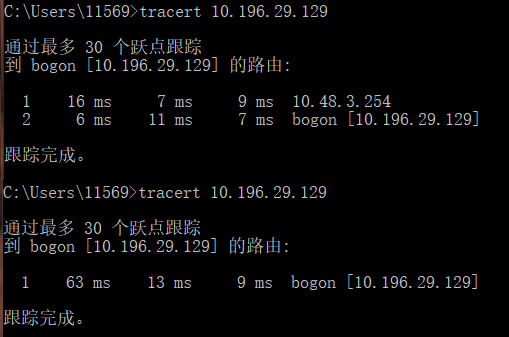 C:\Users\11569>tracert 10.196.29.129
通过最多 30 个跃点跟踪
到 bogon [10.196.29.129] 的路由:
1 16 ms 7 ms 9 ms 10.48.3.254
2 6 ms 11 ms 7 ms bogon [10.196.29.129]
跟踪完成。
C:\Users\11569>tracert 10.196.29.129
通过最多 30 个跃点跟踪
到 bogon [10.196.29.129] 的路由:
1 63 ms 13 ms 9 ms bogon [10.196.29.129]
跟踪完成。